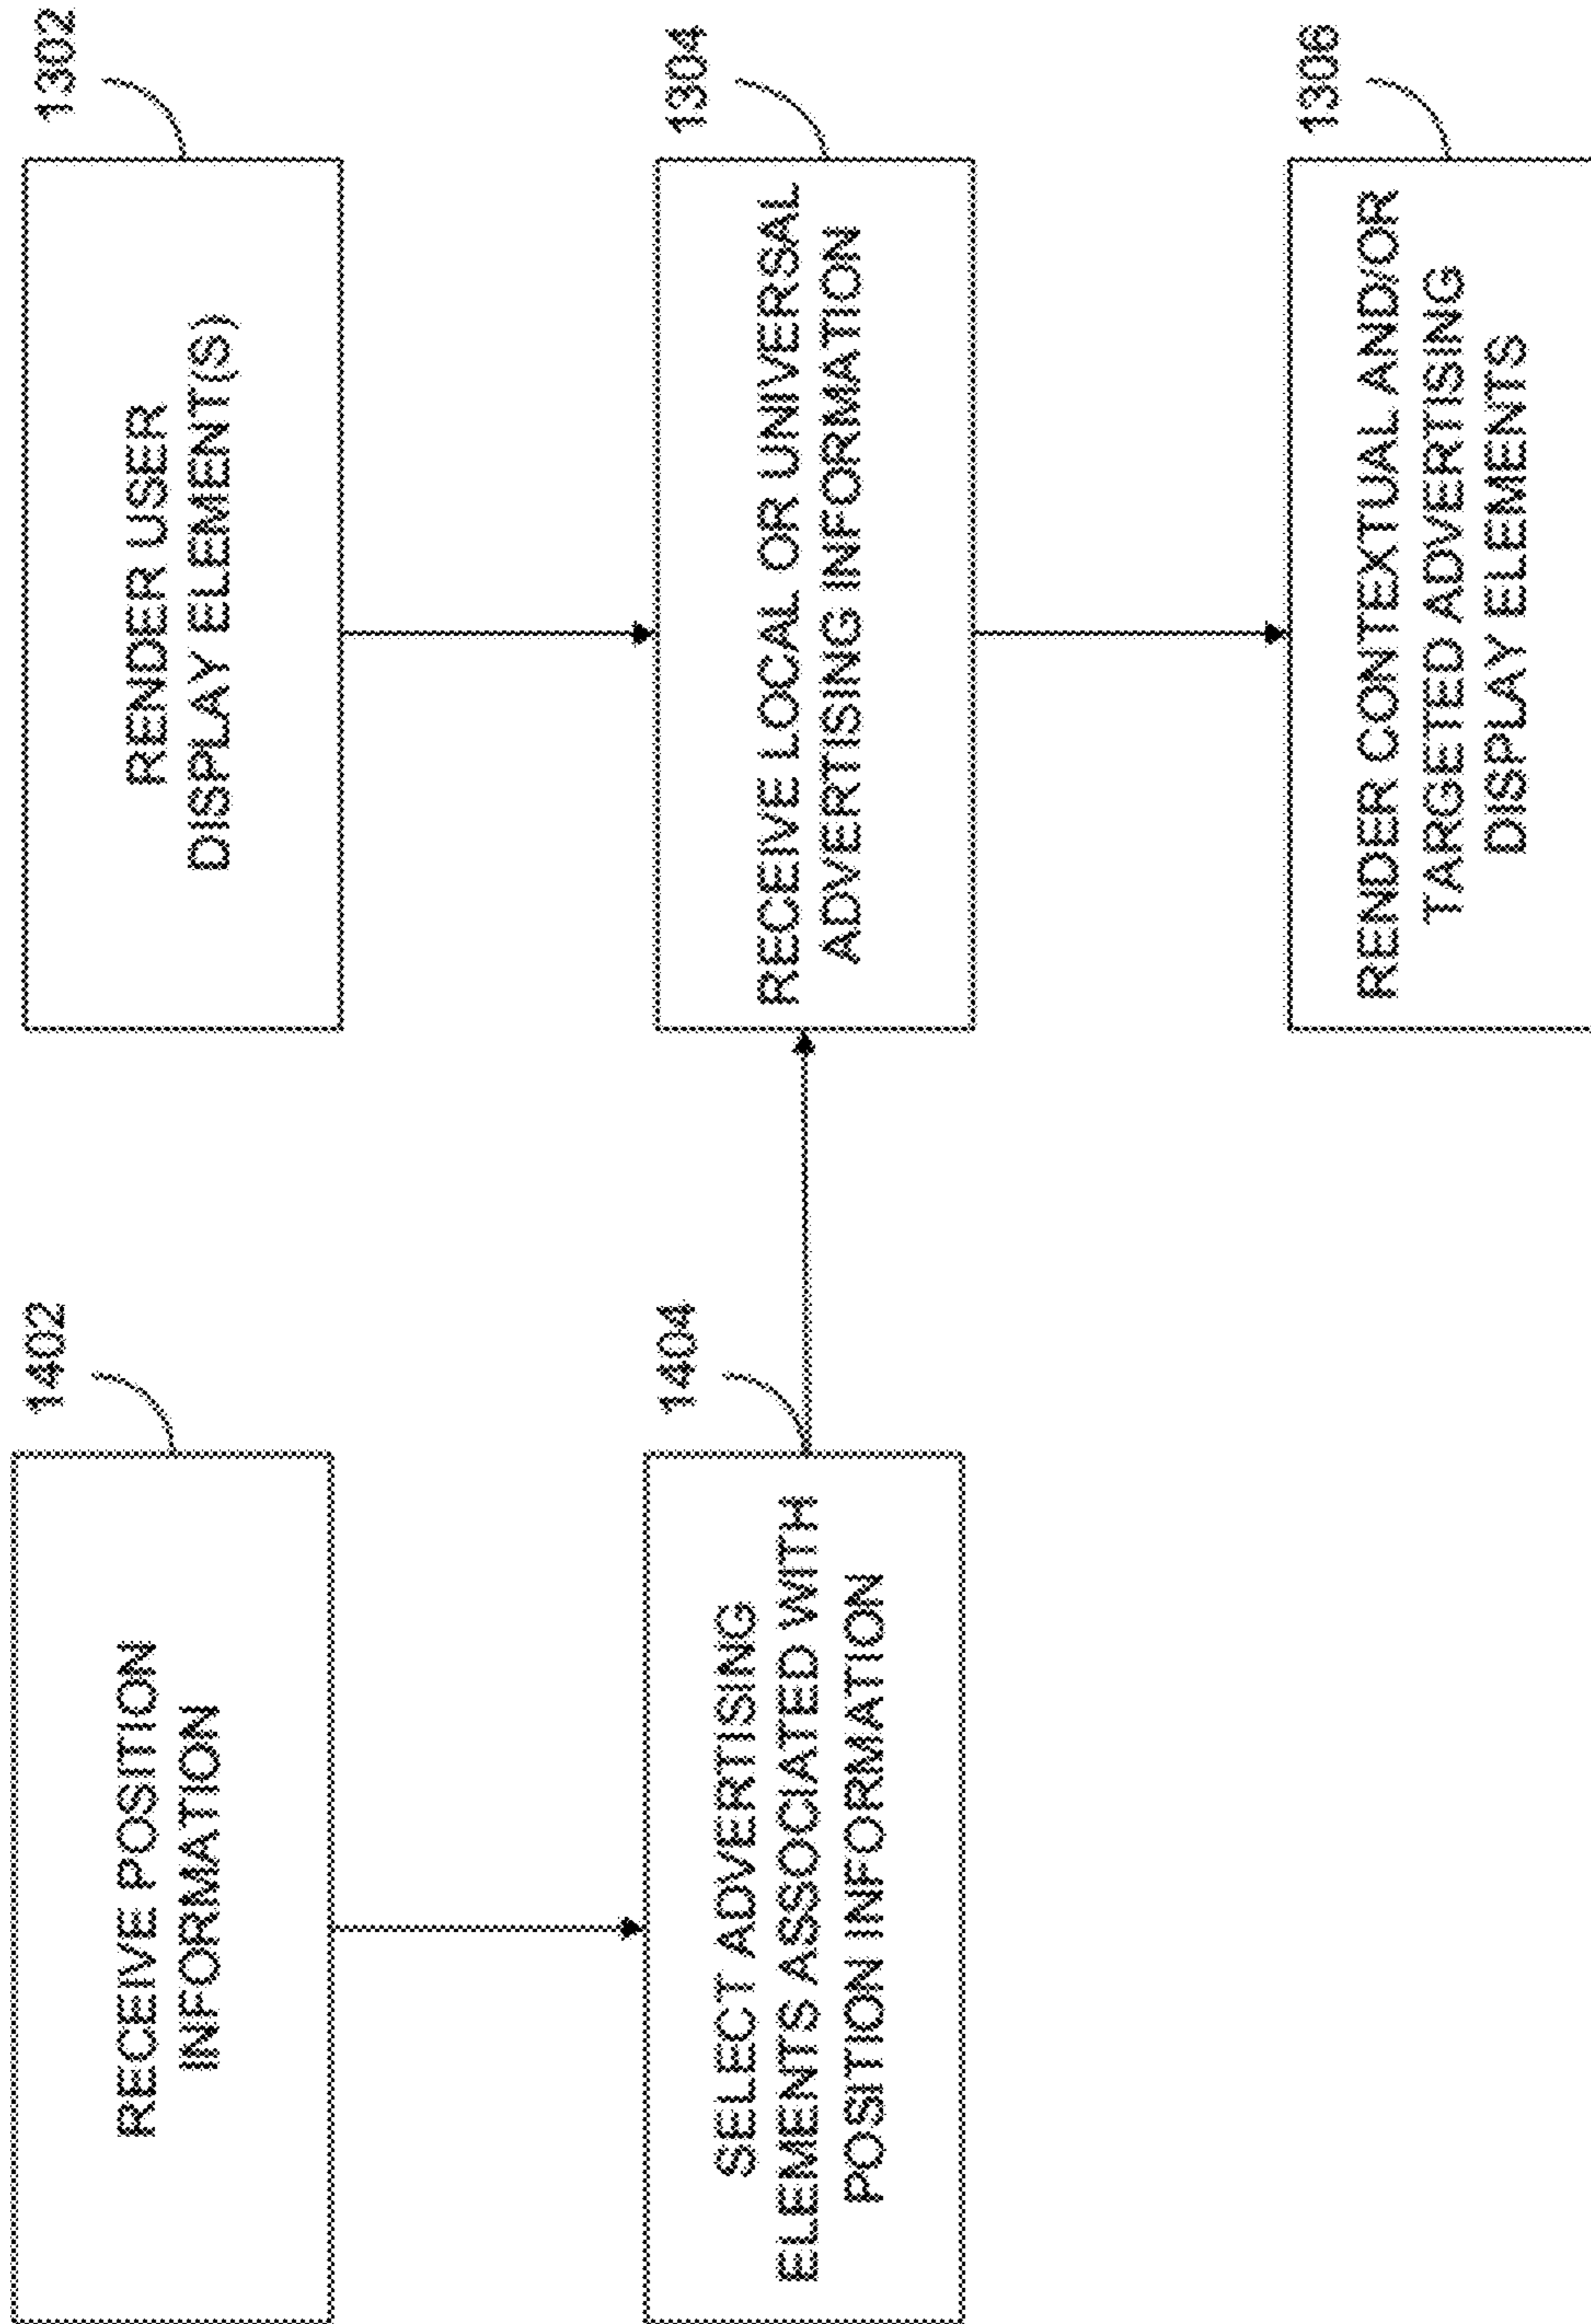 1402
RECEIVE POSITION
INFORMATION
1404
SELECT ADVERTISING
ELEMENTS ASSOCIATED WITH
POSITION INFORMATION
1302
RENDER USER
DISPLAY ELEMENT(S)
1304
RECEIVE LOCAL OR UNIVERSAL
ADVERTISING INFORMATION
1306
RENDER CONTEXTUAL AND/OR
TARGETED ADVERTISING
DISPLAY ELEMENTS